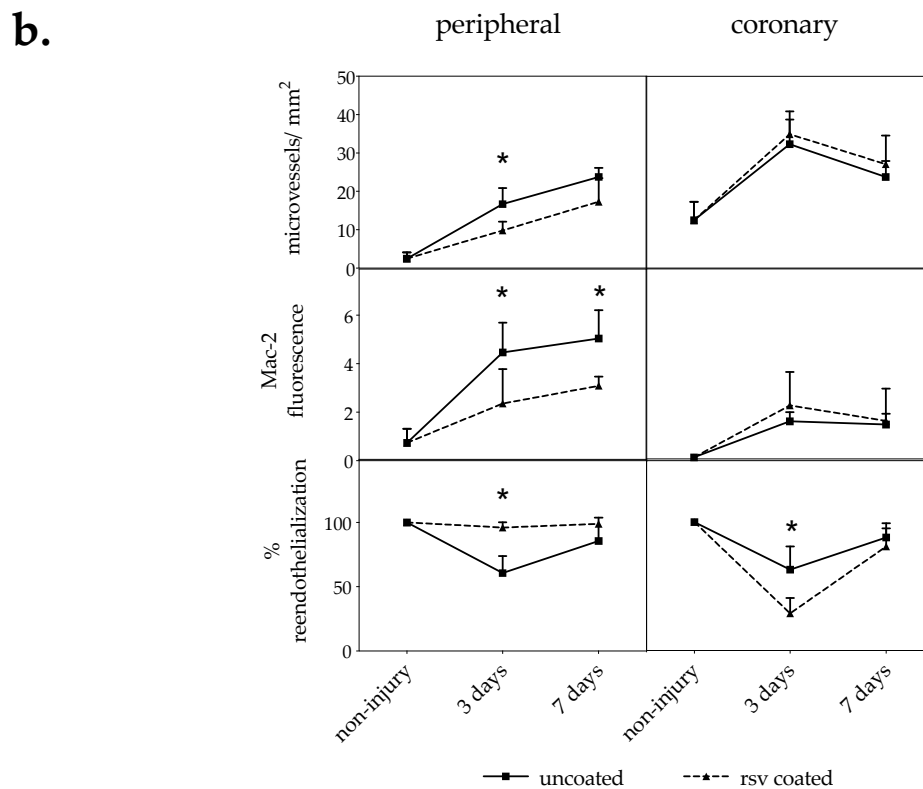 b.
peripheral coronary
microvessels/ mm²
50
40
30
20
10
0
*
Mac-2
fluorescence
6
4
2
0
* *
%
reendothelialization
100
50
0
* *
non-injury 3 days 7 days non-injury 3 days 7 days
uncoated rsv coated